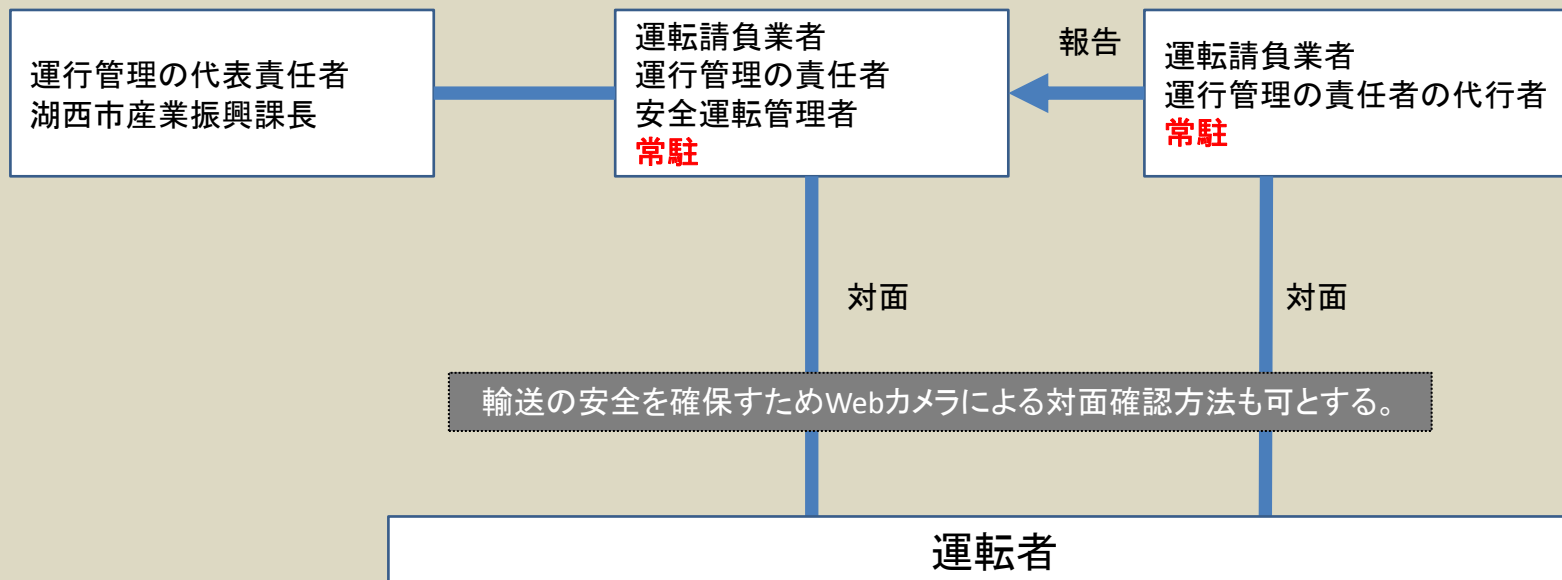 運行管理の代表責任者
湖西市産業振興課長
運転請負業者
運行管理の責任者
安全運転管理者
常駐
報告
運転請負業者
運行管理の責任者の代行者
常駐
対面
対面
輸送の安全を確保すためWebカメラによる対面確認方法も可とする。
運転者